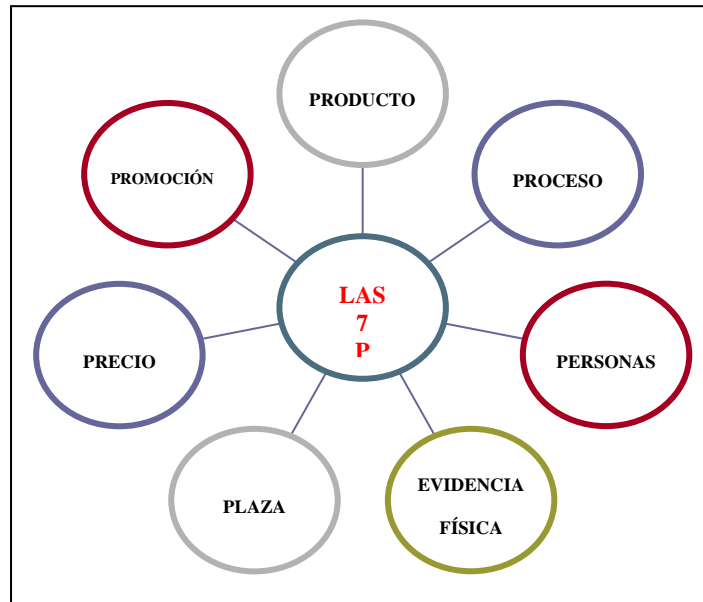 PRODUCTO
PROMOCIÓN
PROCESO
LAS
7
P
PRECIO
PERSONAS
PLAZA
EVIDENCIA
FÍSICA